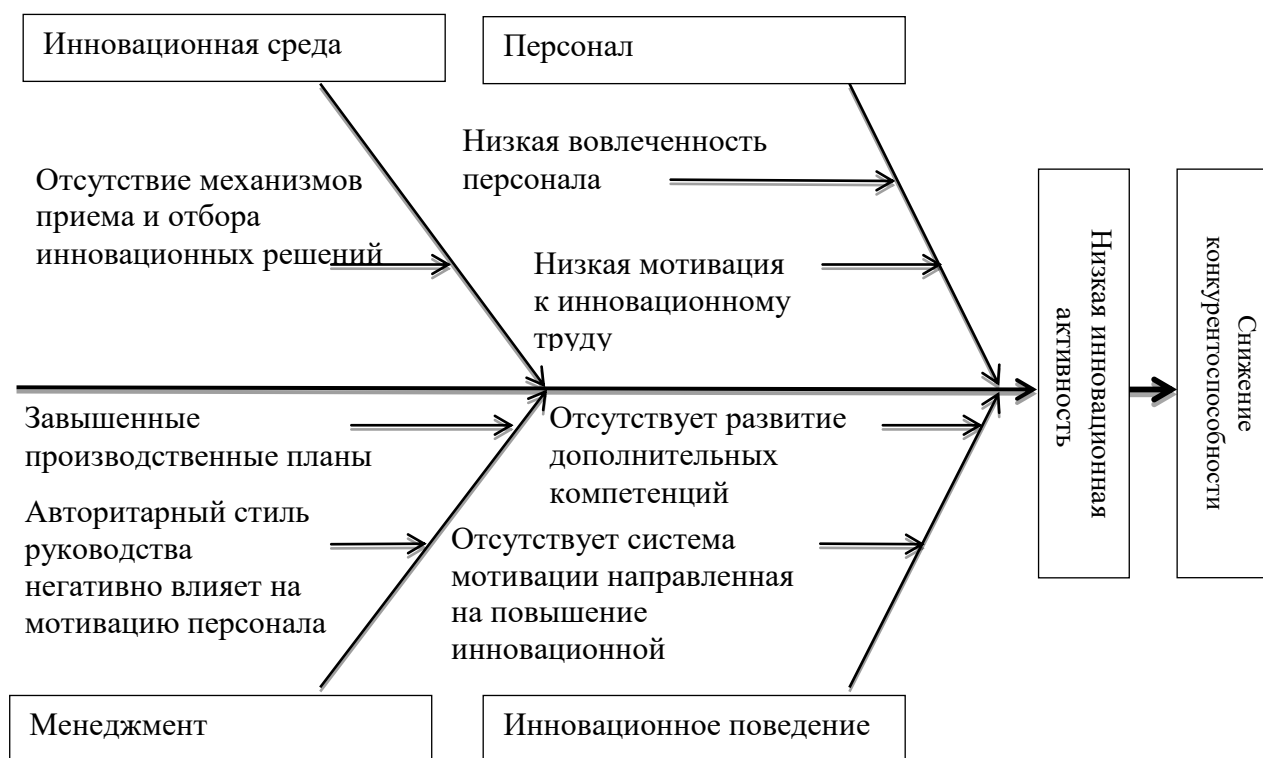 Инновационная среда
Персонал
Отсутствие механизмов
приема и отбора
инновационных решений
Низкая вовлеченность
персонала
Низкая мотивация
к инновационному
труду
Завышенные
производственные планы
Авторитарный стиль
руководства
негативно влияет на
мотивацию персонала
Отсутствует развитие
дополнительных
компетенций
Отсутствует система
мотивации направленная
на повышение
инновационной
Менеджмент
Инновационное поведение
Низкая инновационная
активность
Снижение
конкурентоспособности